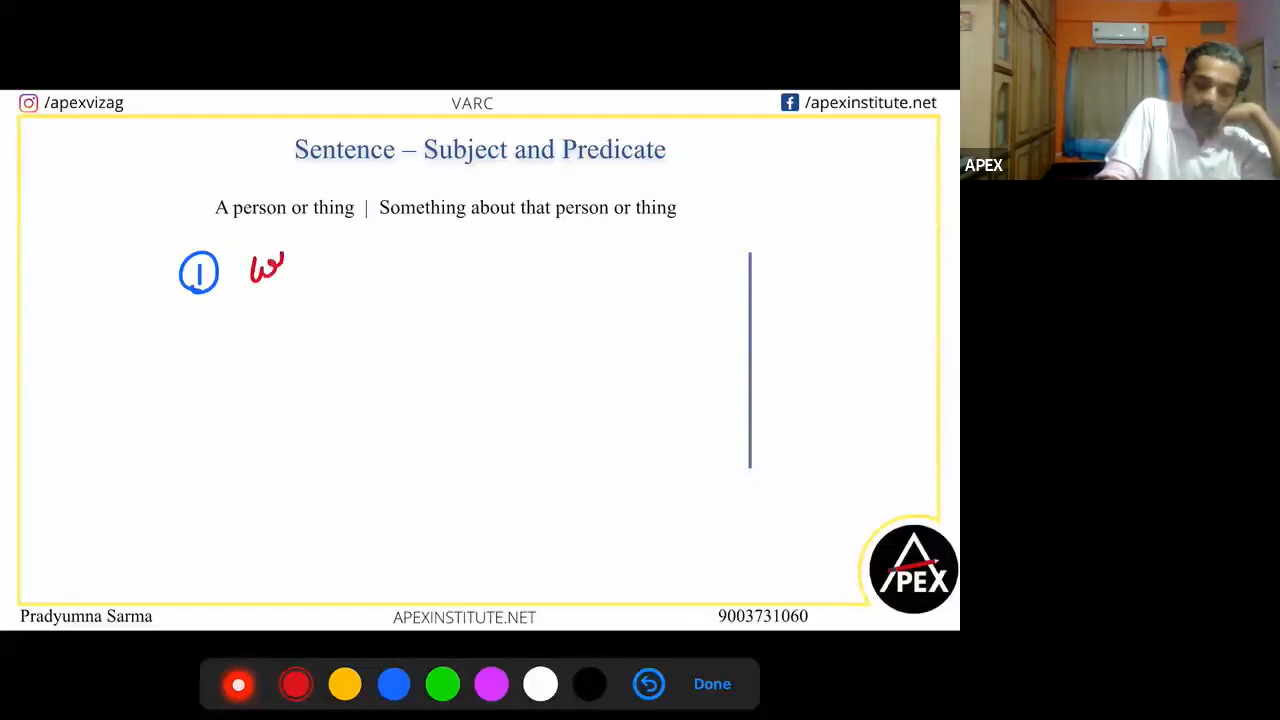 /apexvizag
VARC
/apexinstitute.net
Sentence – Subject and Predicate
A person or thing | Something about that person or thing
1 W
APEX
APEX
Pradyumna Sarma
APEXINSTITUTE.NET
9003731060
Done